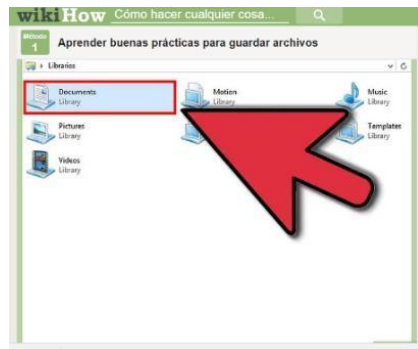 wikiHow Cómo hacer cualquier cosa...
Método
1
Aprender buenas prácticas para guardar archivos
Libraries
Documents
Library
Motion
Library
Music
Library
Pictures
Library
Templates
Library
Videos
Library